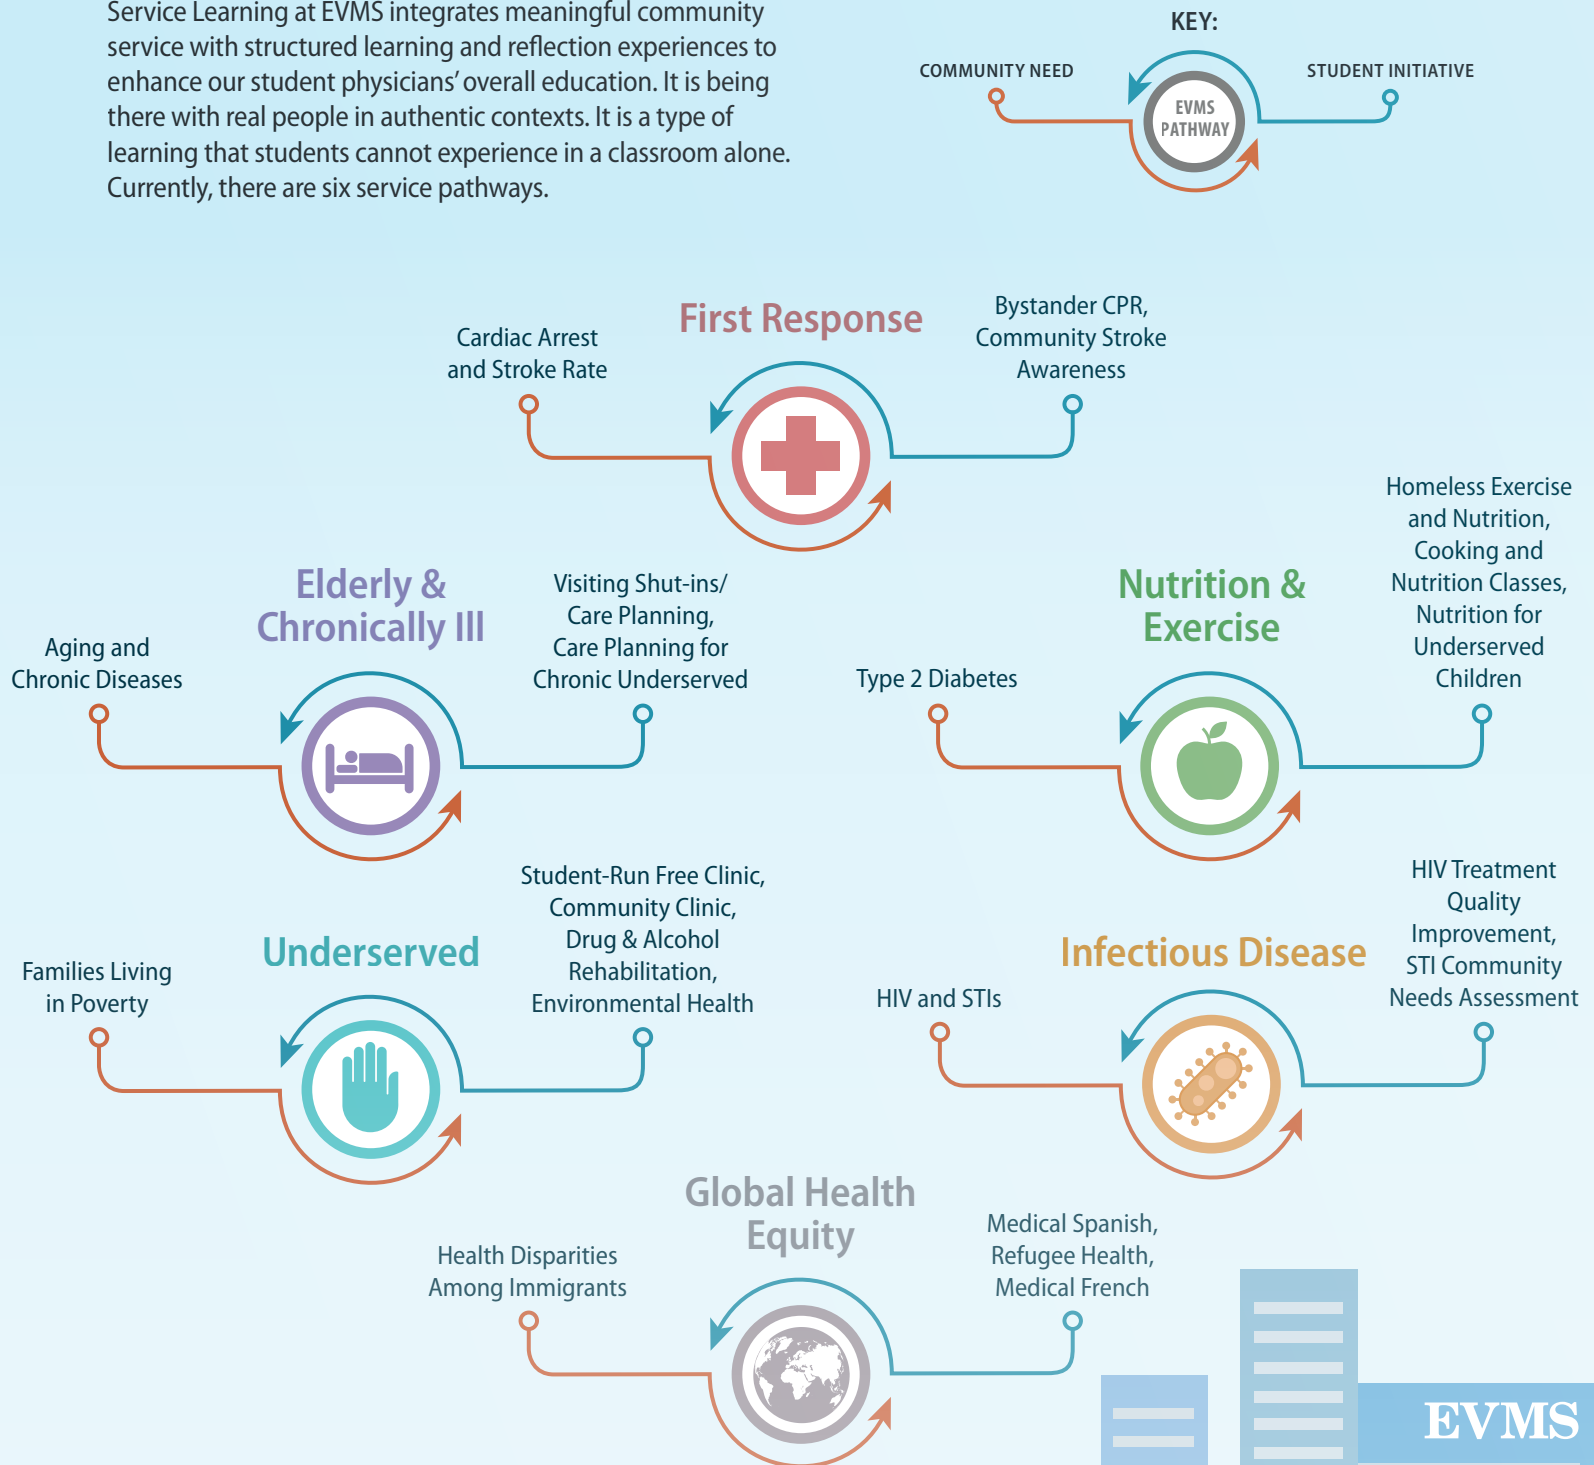 Service Learning at EVMS integrates meaningful community
service with structured learning and reflection experiences to
enhance our student physicians’ overall education. It is being
there with real people in authentic contexts. It is a type of
learning that students cannot experience in a classroom alone.
Currently, there are six service pathways.
KEY:
COMMUNITY NEED
EVMS
PATHWAY
STUDENT INITIATIVE
First Response
Cardiac Arrest
and Stroke Rate
Bystander CPR,
Community Stroke
Awareness
Elderly &
Chronically Ill
Aging and
Chronic Diseases
Visiting Shut-ins/
Care Planning,
Care Planning for
Chronic Underserved
Nutrition &
Exercise
Type 2 Diabetes
Homeless Exercise
and Nutrition,
Cooking and
Nutrition Classes,
Nutrition for
Underserved
Children
Underserved
Families Living
in Poverty
Student-Run Free Clinic,
Community Clinic,
Drug & Alcohol
Rehabilitation,
Environmental Health
Infectious Disease
HIV and STIs
HIV Treatment
Quality
Improvement,
STI Community
Needs Assessment
Global Health
Equity
Health Disparities
Among Immigrants
Medical Spanish,
Refugee Health,
Medical French
EVMS